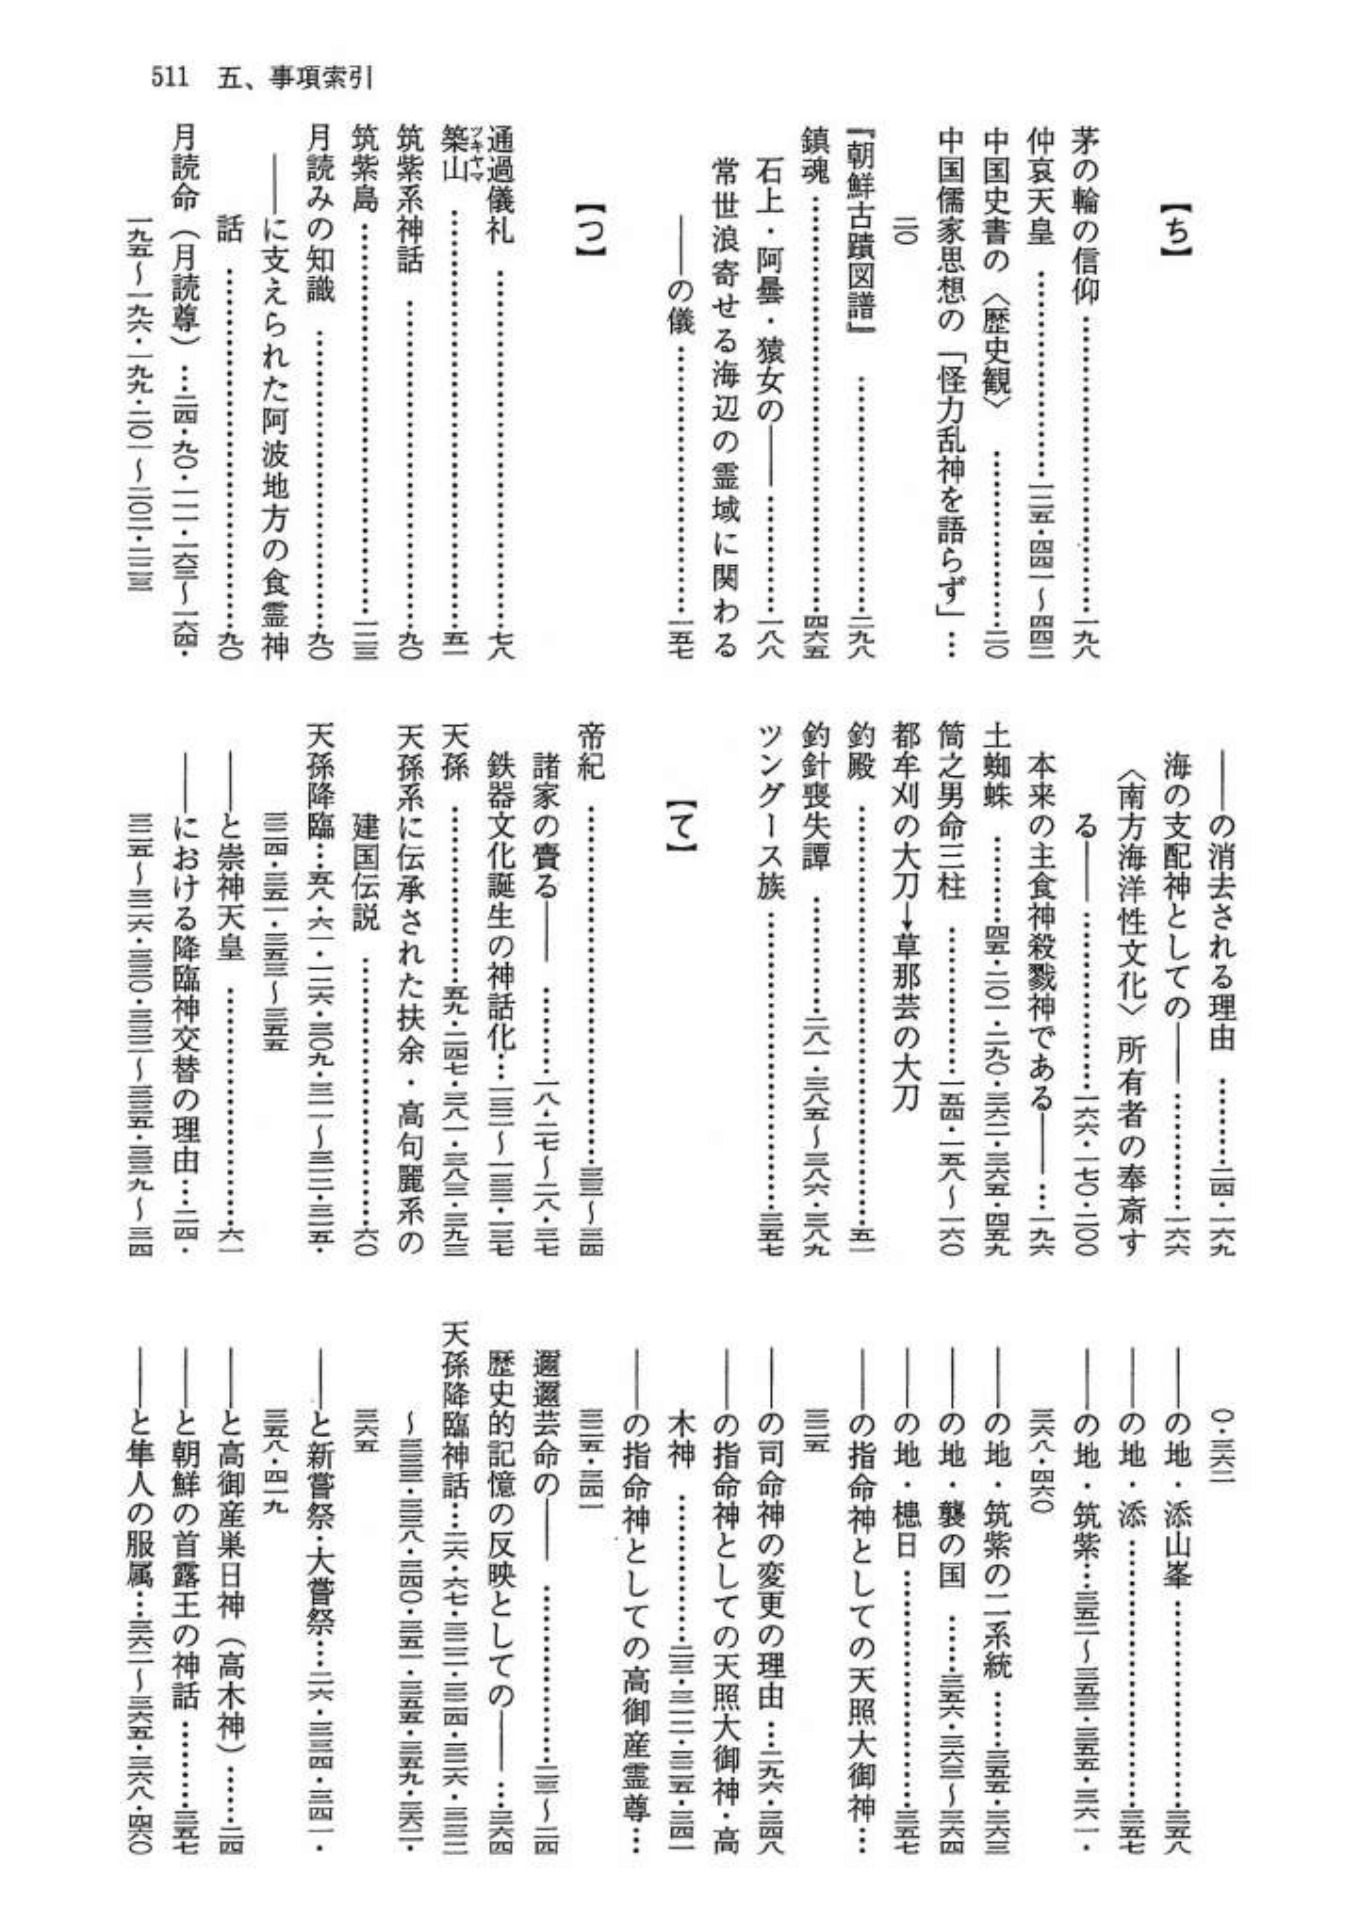 511 五、事項索引
【ち】
茅の輪の信仰……………一九八
仲哀天皇……………一三五・四四一〜四四二
中国史書の〈歴史観〉……………二〇
中国儒家思想の「怪力乱神を語らず」…
二〇
『朝鮮古蹟図譜』……………二九八
鎮魂……………四六五
石上・阿曇・猿女の――……………一八八
常世浪寄せる海辺の霊域に関わる
――の儀……………一五七
【つ】
通過儀礼……………七八
築山ツキヤマ……………五一
筑紫系神話……………九〇
筑紫島……………一二三
月読みの知識……………九〇
――に支えられた阿波地方の食霊神
話……………九〇
月読命（月読尊）…二四・九〇・一一一・一六三〜一六四・
一九五〜一九六・一九九・二〇一〜二〇二・二二三
――の消去される理由………二四・一六九
海の支配神としての――………一六六
〈南方海洋性文化〉所有者の奉斎す
る――……………一六六・一七〇・二〇〇
本来の主食神殺戮神である――…一九六
土蜘蛛………四五・二〇一・二九〇・三六二・三六五・四五九
筒之男命三柱……………一五四・一五八〜一六〇
都牟刈の大刀→草那芸の大刀
釣殿……………五一
釣針喪失譚………二八一・三八五〜三八六・三八九
ツングース族……………三五七
【て】
帝紀……………三三〜三四
諸家の賷る――………一八・二七〜二八・三七
鉄器文化誕生の神話化…一三二〜一三三・一三七
天孫……………五九・二四七・三八一・三八三・三九三
天孫系に伝承された扶余・高句麗系の
建国伝説……………六〇
天孫降臨…五八・六一・一二六・三〇九・三一一〜三一二・三一五・
三二四・三五一・三五三〜三五五
――と崇神天皇……………六一
――における降臨神交替の理由…二四・
三二五〜三二六・三三〇・三三二〜三三五・三三九〜三四
〇・三六二
――の地・添山峯……………三五八
――の地・添……………三五七
――の地・筑紫…三五二〜三五三・三五五・三六一・
三六八・四六〇
――の地・筑紫の二系統……三五五・三六三
――の地・襲の国……三五六・三六三〜三六四
――の地・槵日……………三五七
――の指命神としての天照大御神…
三二五
――の司命神の変更の理由…二九六・三四八
――の指命神としての天照大御神・高
木神……………二三・三一二・三二五・三四一
――の指命神としての高御産霊尊…
三二五・三四一
邇邇芸命の――……………二三〜二四
歴史的記憶の反映としての――…三六四
天孫降臨神話…二六・六七・三二二・三二四・三二六・三三二
〜三三三・三三八・三四〇・三五一・三五五・三五九・三六二・
三六五
――と新嘗祭・大嘗祭…二六・三三四・三四一・
三五八・四一九
――と高御産巣日神（高木神）……二四
――と朝鮮の首露王の神話………三五七
――と隼人の服属…三六二〜三六五・三六八・四六〇